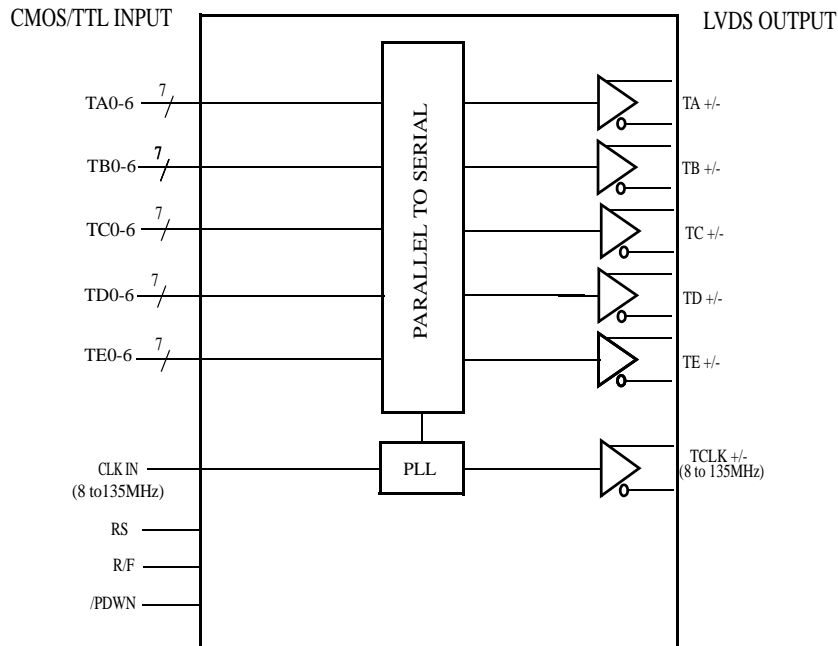 CMOS/TTL INPUT
LVDS OUTPUT
TA0-6
7
TA +/-
TB0-6
7
TB +/-
TC0-6
7
TC +/-
TD0-6
7
TD +/-
TE0-6
7
TE +/-
PARALLEL TO SERIAL
CLK IN
(8 to135MHz)
PLL
TCLK +/-
(8 to 135MHz)
RS
R/F
/PDWN